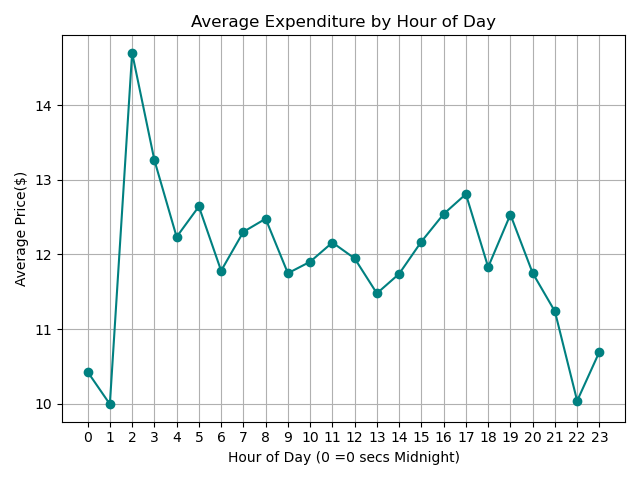 Average Expenditure by Hour of Day
Average Price($)
14
13
12
11
10
0 1 2 3 4 5 6 7 8 9 10 11 12 13 14 15 16 17 18 19 20 21 22 23
Hour of Day (0 =0 secs Midnight)